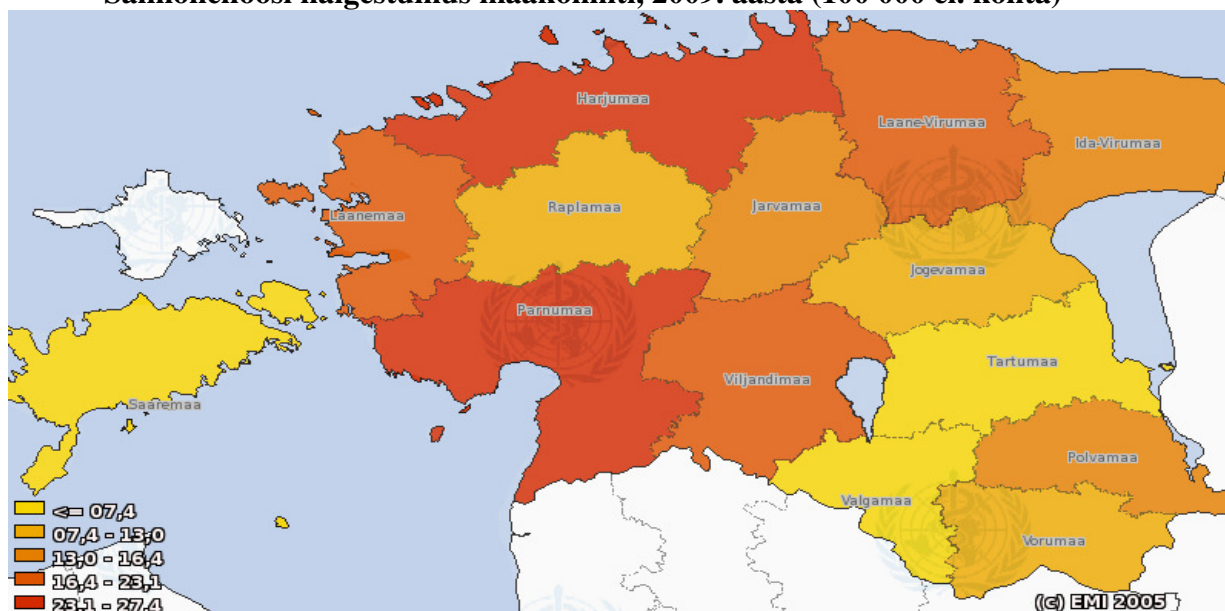 Salmonelloosi haigestumus maakonniti, 2009. aasta (100 000 el. kohta)
Harjumaa
Laane-Virumaa
Ida-Virumaa
Laanemaa
Raplamaa
Jarvamaa
Jogevamaa
Parnumaa
Tartumaa
Viljandimaa
Saaremaa
Polvamaa
Valgamaa
Vorumaa
<= 07,4
07,4 - 13,0
13,0 - 16,4
16,4 - 23,1
23,1 - 27,4
(c) EMI 2005